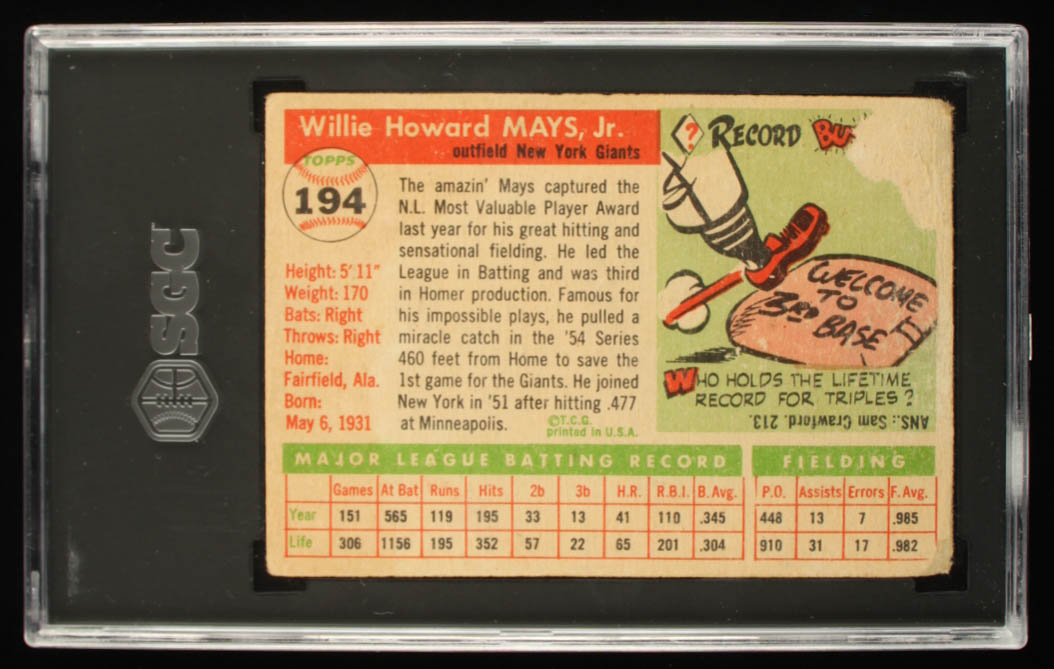 SGC
Willie Howard MAYS, Jr.
outfield New York Giants
TOPPS
194
Height: 5' 11"
Weight: 170
Bats: Right
Throws: Right
Home:
Fairfield, Ala.
Born:
May 6, 1931
The amazin' Mays captured the
N.L. Most Valuable Player Award
last year for his great hitting and
sensational fielding. He led the
League in Batting and was third
in Homer production. Famous for
his impossible plays, he pulled a
miracle catch in the '54 Series
460 feet from Home to save the
1st game for the Giants. He joined
New York in '51 after hitting .477
at Minneapolis.
©T.C.G.
printed in U.S.A.
? RECORD BU
WELCOME
TO
3RD BASE
WHO HOLDS THE LIFETIME
RECORD FOR TRIPLES?
ANS.: Sam Crawford, 213.
MAJOR LEAGUE BATTING RECORD FIELDING
Games At Bat Runs Hits 2b 3b H.R. R.B.I. B. Avg. P.O. Assists Errors F. Avg.
Year 151 565 119 195 33 13 41 110 .345 448 13 7 .985
Life 306 1156 195 352 57 22 65 201 .304 910 31 17 .982